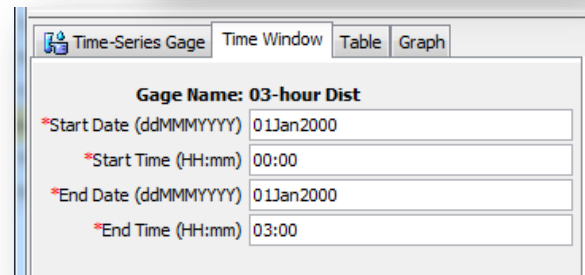 Time-Series Gage Time Window Table Graph
Gage Name: 03-hour Dist
*Start Date (ddMMMYYYY) 01Jan2000
*Start Time (HH:mm) 00:00
*End Date (ddMMMYYYY) 01Jan2000
*End Time (HH:mm) 03:00